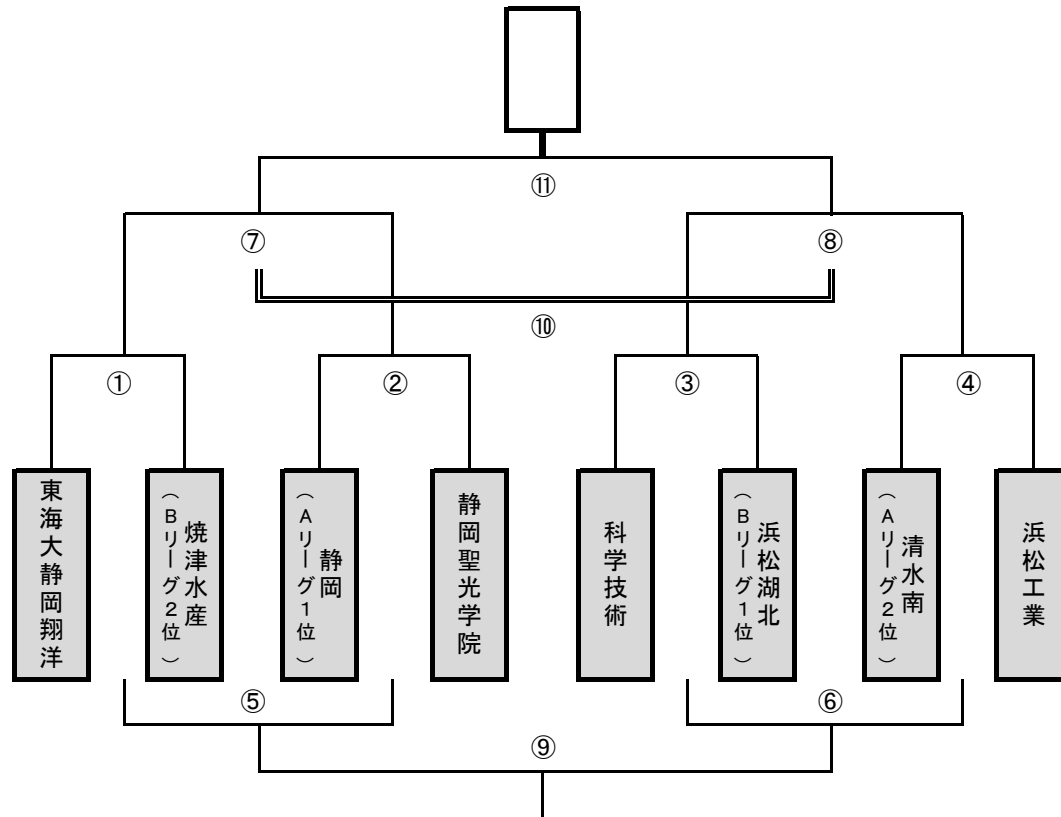 ⑪
⑦
⑧
⑩
①
②
③
④
東海大静岡翔洋
焼津水産
（Bリーグ2位）
静岡
（Aリーグ1位）
静岡聖光学院
科学技術
浜松湖北
（Bリーグ1位）
清水南
（Aリーグ2位）
浜松工業
⑤
⑥
⑨